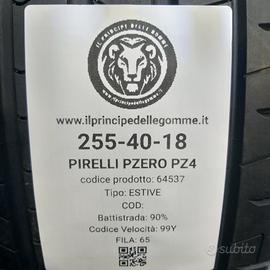 IL PRINCIPE DELLE GOMME
www.ilprincipedellegomme.it
255-40-18
PIRELLI PZERO PZ4
codice prodotto: 64537
Tipo: ESTIVE
COD:
Battistrada: 90%
Codice Velocità: 99Y
FILA: 65
subito